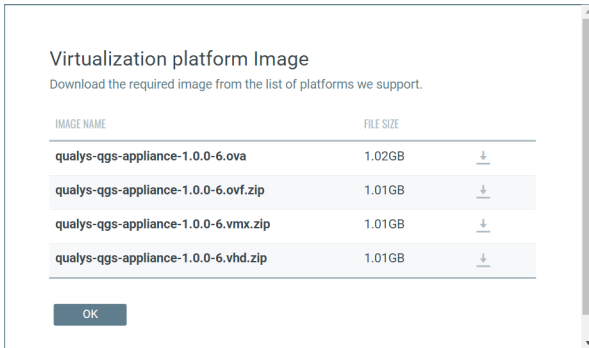 Virtualization platform Image
Download the required image from the list of platforms we support.
IMAGE NAME FILE SIZE
qualys-qgs-appliance-1.0.0-6.ova 1.02GB
qualys-qgs-appliance-1.0.0-6.ovf.zip 1.01GB
qualys-qgs-appliance-1.0.0-6.vmx.zip 1.01GB
qualys-qgs-appliance-1.0.0-6.vhd.zip 1.01GB
OK